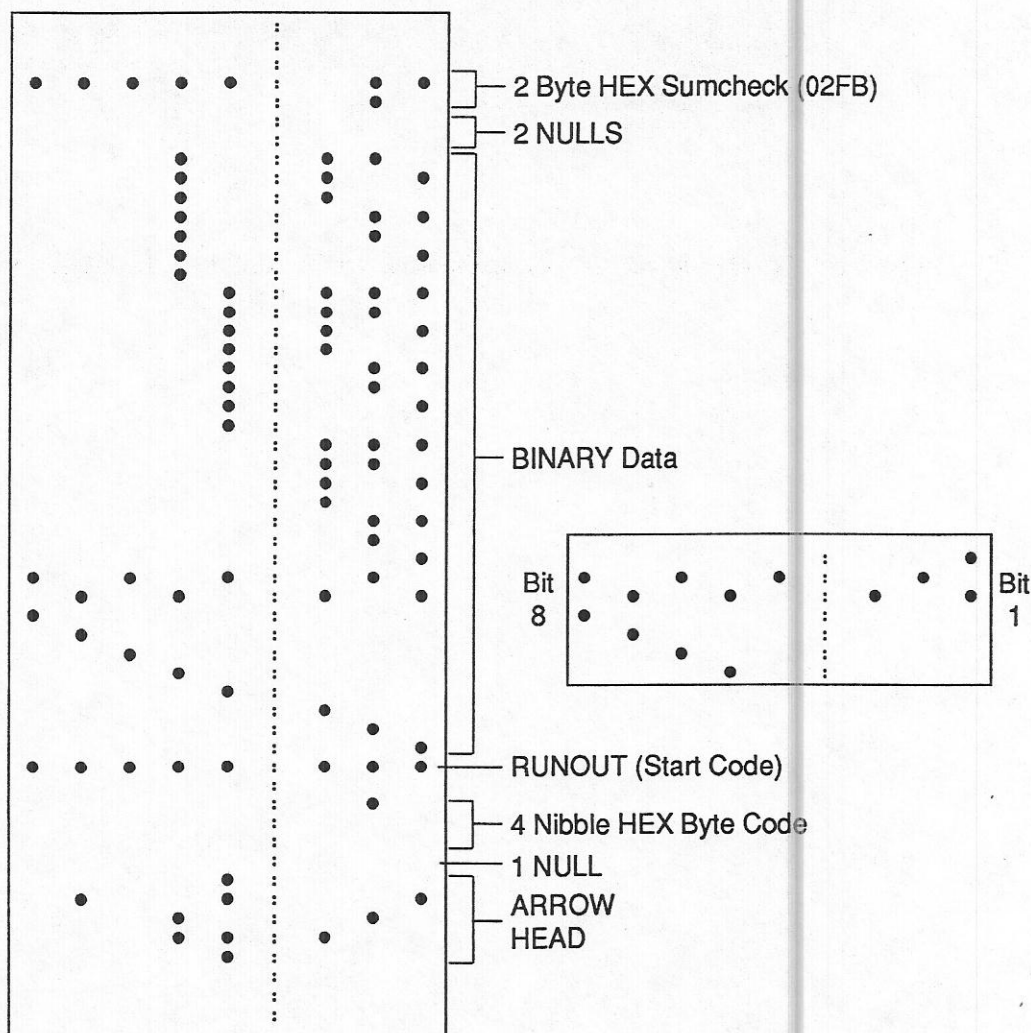 2 Byte HEX Sumcheck (02FB)
2 NULLS
BINARY Data
Bit
8
Bit
1
RUNOUT (Start Code)
4 Nibble HEX Byte Code
1 NULL
ARROW
HEAD